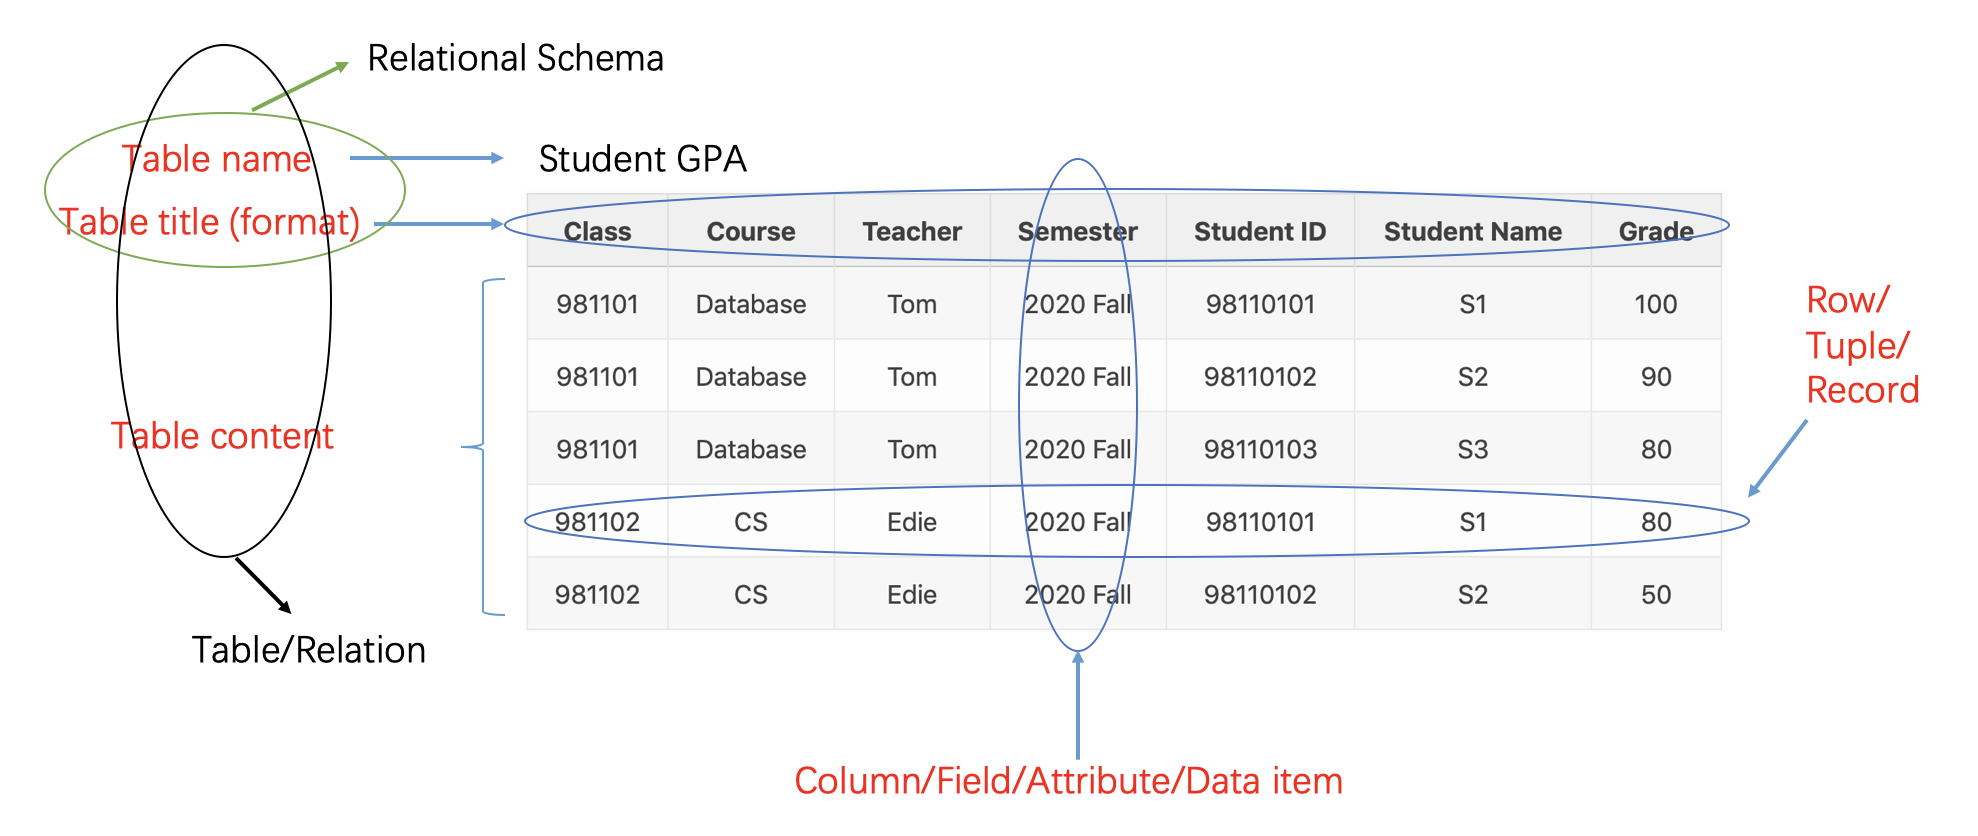 Relational Schema
Table name
Student GPA
Table title (format)
Class Course Teacher Semester Student ID Student Name Grade
981101 Database Tom 2020 Fall 98110101 S1 100
981101 Database Tom 2020 Fall 98110102 S2 90
981101 Database Tom 2020 Fall 98110103 S3 80
981102 CS Edie 2020 Fall 98110101 S1 80
981102 CS Edie 2020 Fall 98110102 S2 50
Table content
Row/
Tuple/
Record
Table/Relation
Column/Field/Attribute/Data item